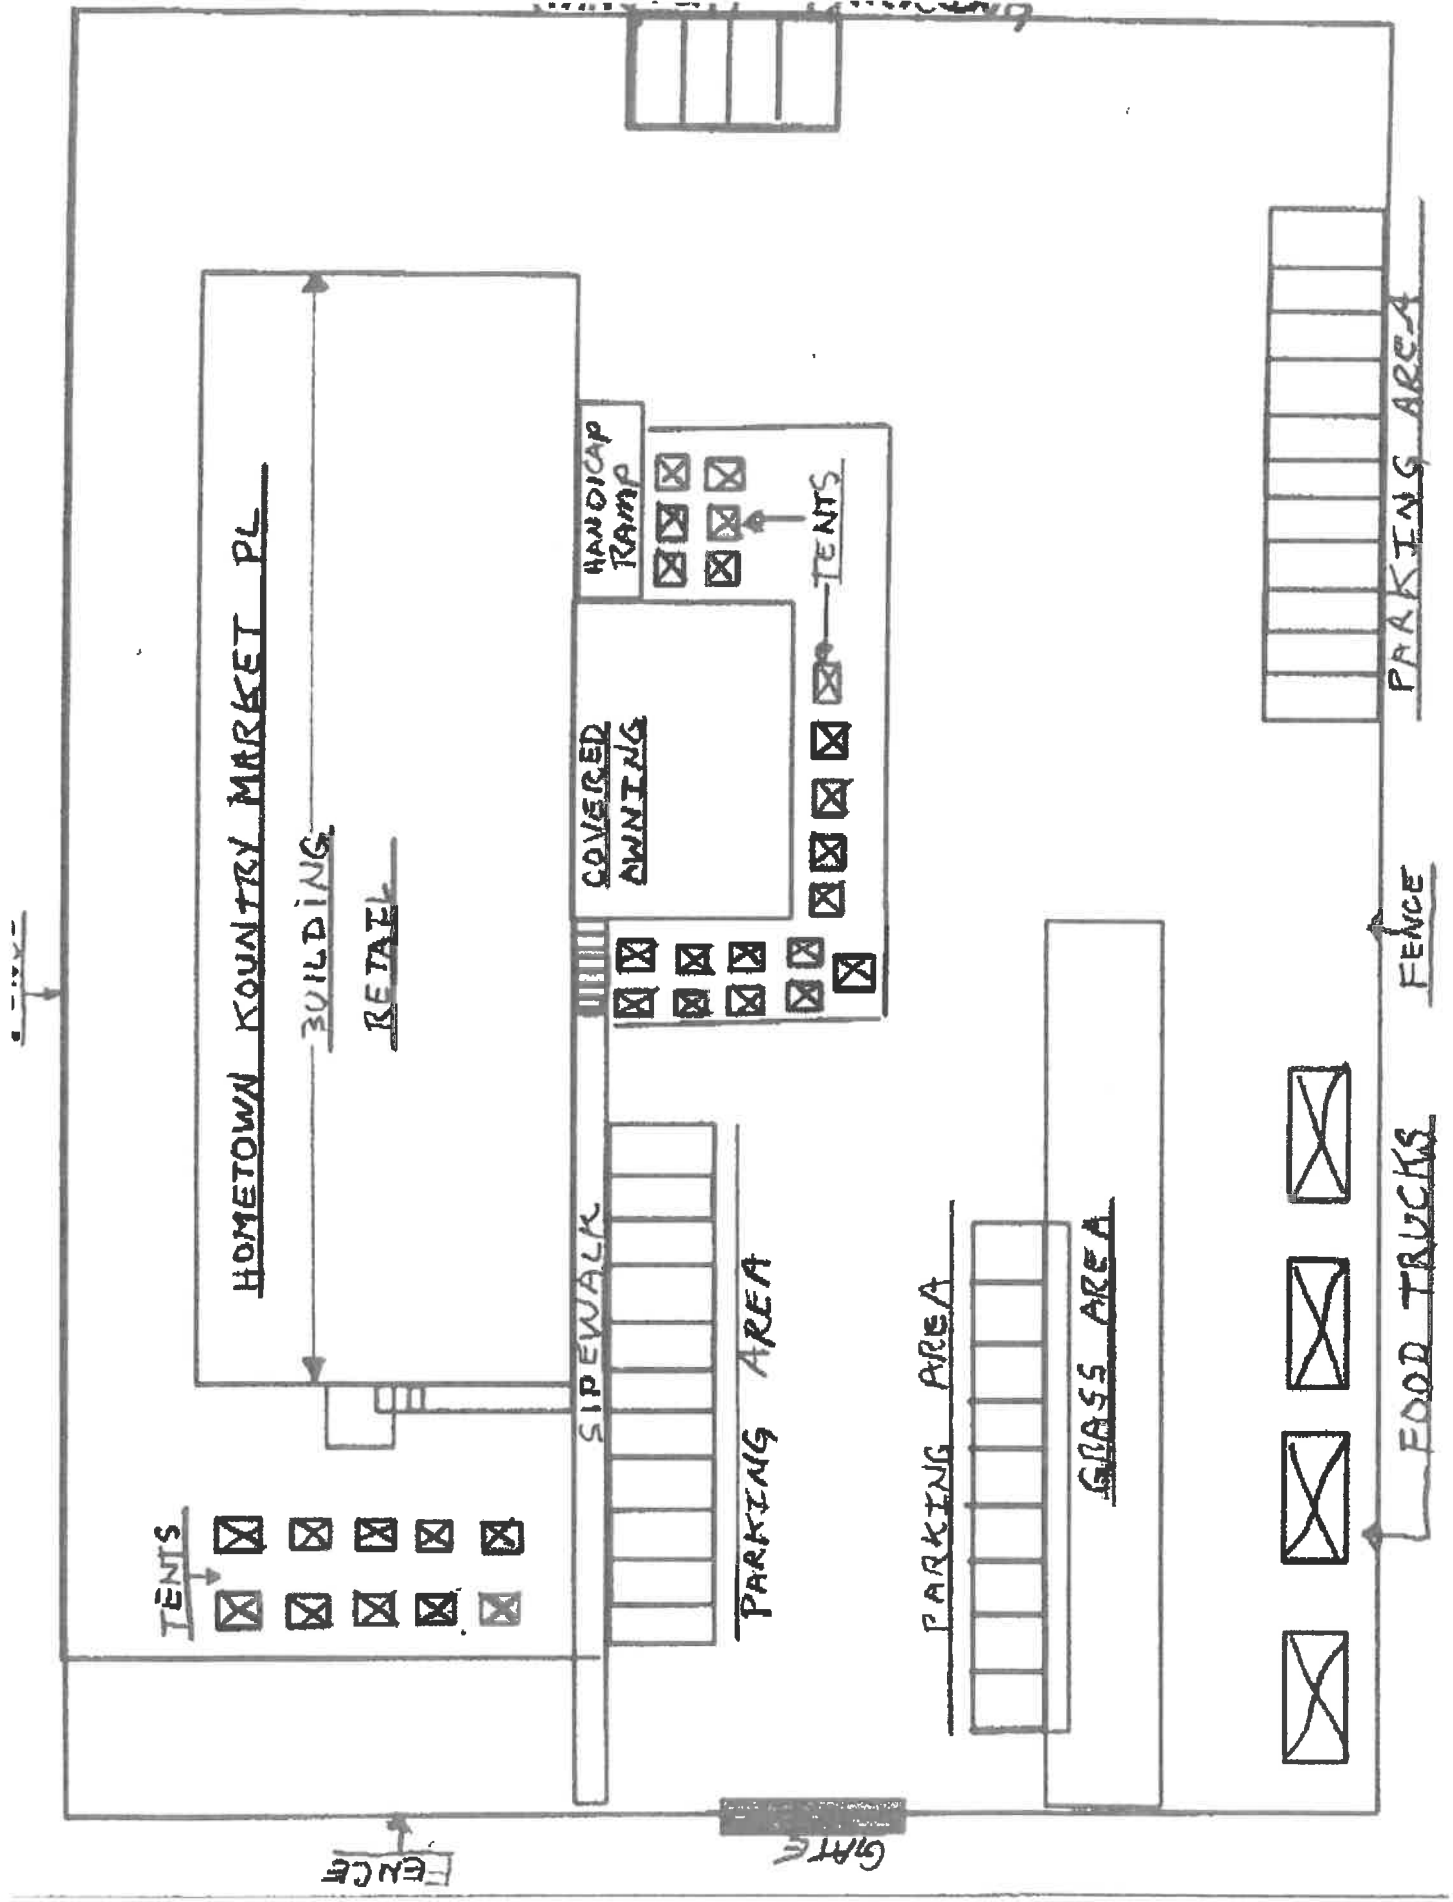 HOMETOWN KOUNTRY MARKET PL
BUILDING
RETAIL
TENTS
HANDICAP
RAMP
COVERED
AWNING
TENTS
SIDEWALK
PARKING AREA
PARKING AREA
GRASS AREA
PARKING AREA
FENCE
FOOD TRUCKS
GATE
FENCE